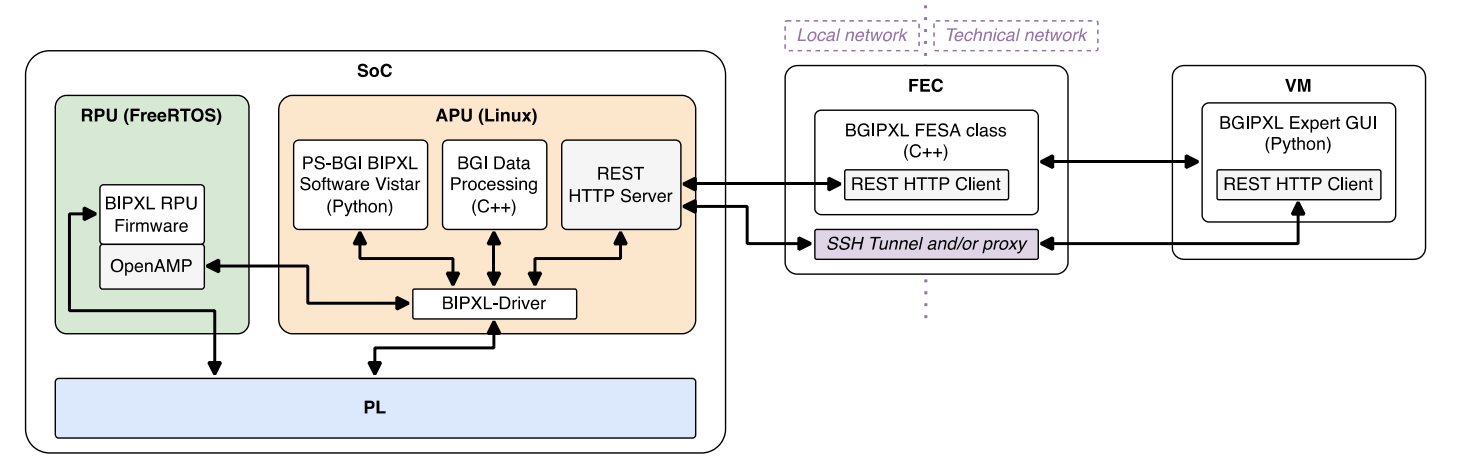 Local network
Technical network
SoC
RPU (FreeRTOS)
BIPXL RPU
Firmware
OpenAMP
APU (Linux)
PS-BGI BIPXL
Software Vistar
(Python)
BGI Data
Processing
(C++)
REST
HTTP Server
BIPXL-Driver
PL
FEC
BGIPXL FESA class
(C++)
REST HTTP Client
SSH Tunnel and/or proxy
VM
BGIPXL Expert GUI
(Python)
REST HTTP Client